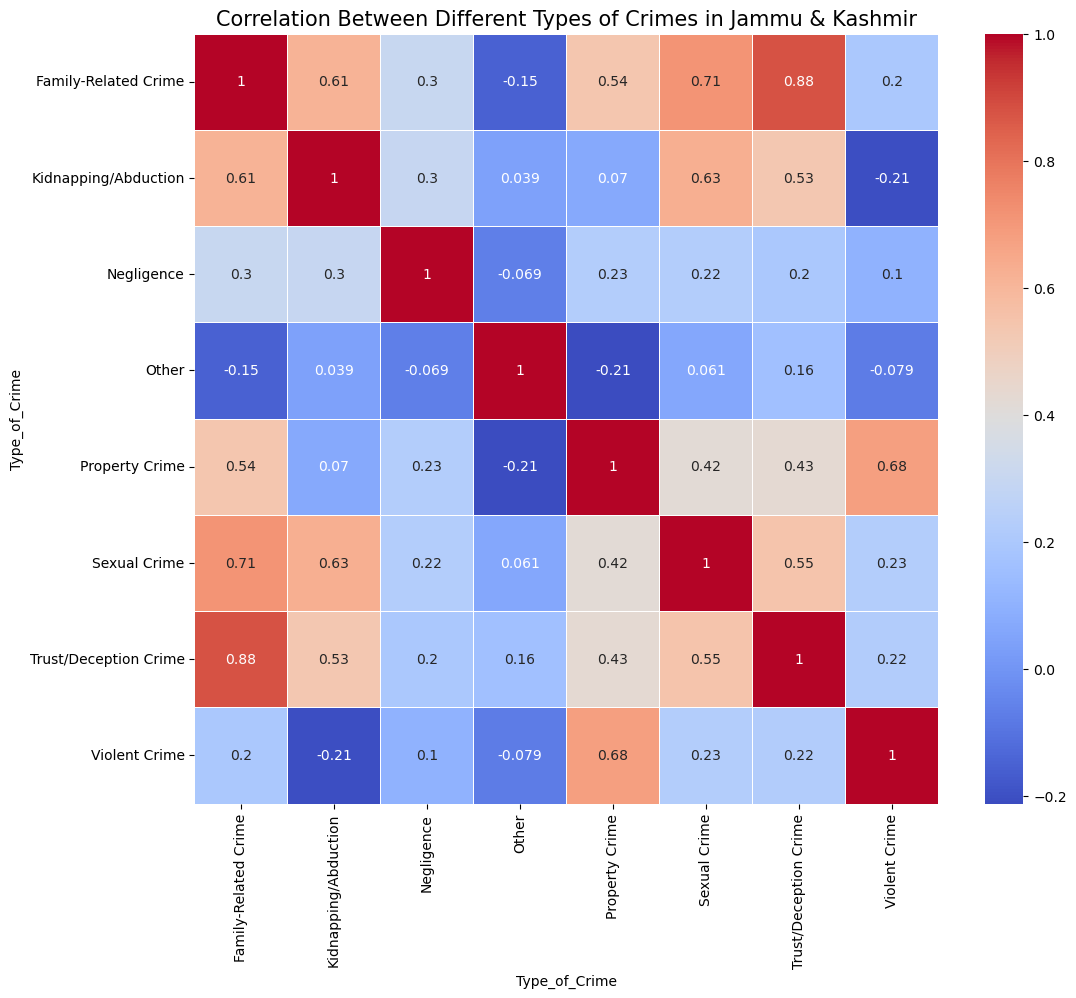 Correlation Between Different Types of Crimes in Jammu & Kashmir
Type_of_Crime
Family-Related Crime 1 0.61 0.3 -0.15 0.54 0.71 0.88 0.2
Kidnapping/Abduction 0.61 1 0.3 0.039 0.07 0.63 0.53 -0.21
Negligence 0.3 0.3 1 -0.069 0.23 0.22 0.2 0.1
Other -0.15 0.039 -0.069 1 -0.21 0.061 0.16 -0.079
Property Crime 0.54 0.07 0.23 -0.21 1 0.42 0.43 0.68
Sexual Crime 0.71 0.63 0.22 0.061 0.42 1 0.55 0.23
Trust/Deception Crime 0.88 0.53 0.2 0.16 0.43 0.55 1 0.22
Violent Crime 0.2 -0.21 0.1 -0.079 0.68 0.23 0.22 1
Family-Related Crime
Kidnapping/Abduction
Negligence
Other
Property Crime
Sexual Crime
Trust/Deception Crime
Violent Crime
Type_of_Crime
1.0
0.8
0.6
0.4
0.2
0.0
−0.2